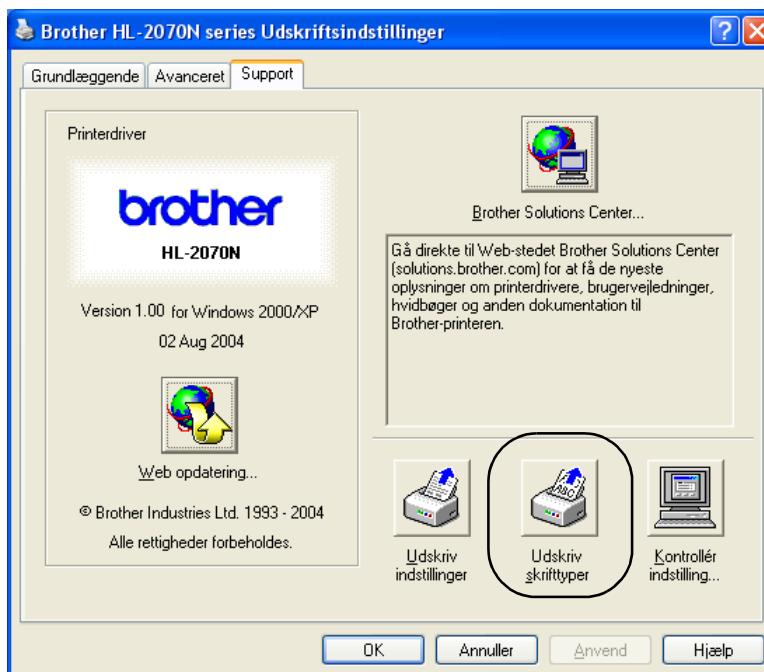 Brother HL-2070N series Udskriftsindstillinger
Grundlæggende Avanceret Support
Printerdriver
brother
HL-2070N
Version 1.00 for Windows 2000/XP
02 Aug 2004
Web opdatering...
© Brother Industries Ltd. 1993 - 2004
Alle rettigheder forbeholdes.
Brother Solutions Center...
Gå direkte til Web-stedet Brother Solutions Center
(solutions.brother.com) for at få de nyeste
oplysninger om printerdrivere, brugervejledninger,
hvidbøger og anden dokumentation til
Brother-printeren.
Udskriv
indstillinger
Udskriv
skrifttyper
Kontrollér
indstilling...
OK Annuller Anvend Hjælp